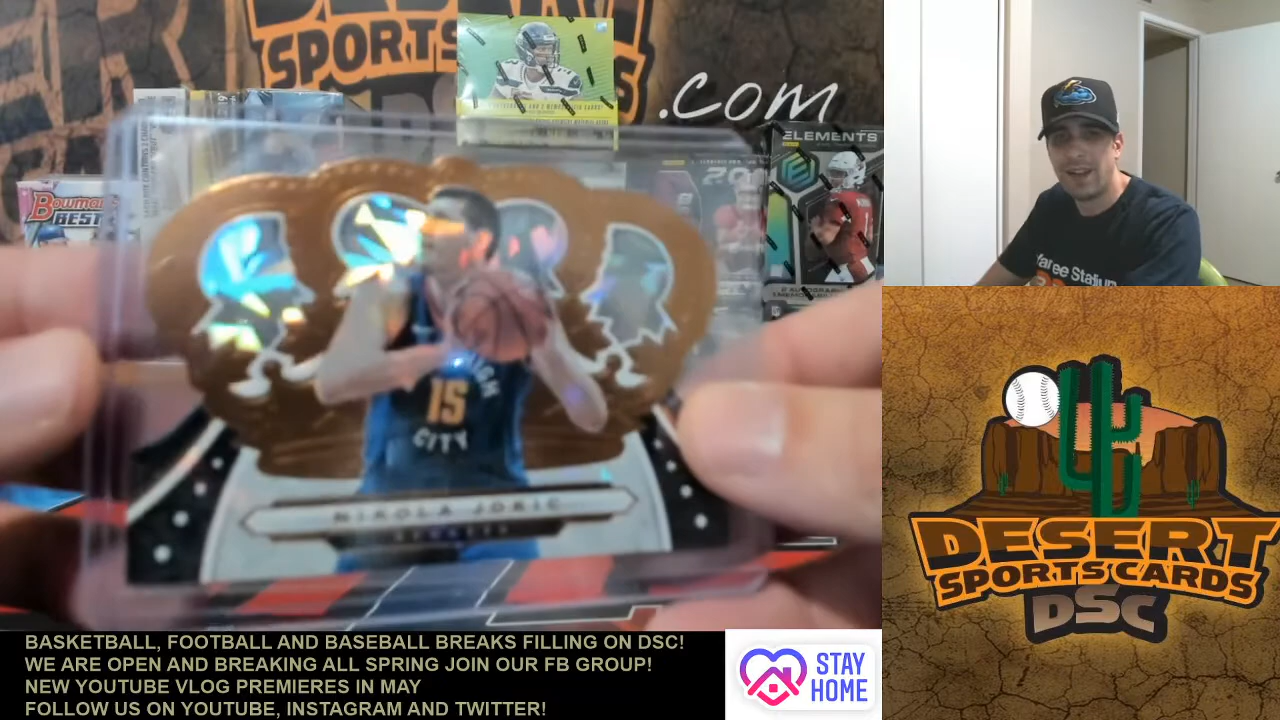 .com
Bowman's
BEST
ELEMENTS
15
CITY
NIKOLA JOKIC
NUGGETS
DESERT
SPORTS CARDS
DSC
BASKETBALL, FOOTBALL AND BASEBALL BREAKS FILLING ON DSC!
WE ARE OPEN AND BREAKING ALL SPRING JOIN OUR FB GROUP!
NEW YOUTUBE VLOG PREMIERES IN MAY
FOLLOW US ON YOUTUBE, INSTAGRAM AND TWITTER!
STAY
HOME